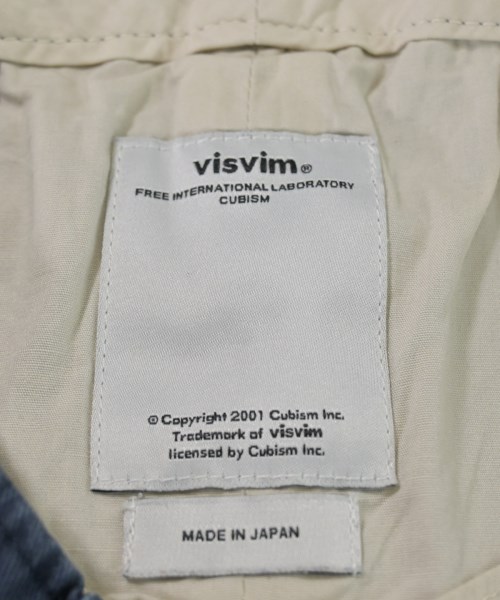 visvim®
FREE INTERNATIONAL LABORATORY
CUBISM
© Copyright 2001 Cubism Inc.
Trademark of visvim
licensed by Cubism Inc.
MADE IN JAPAN